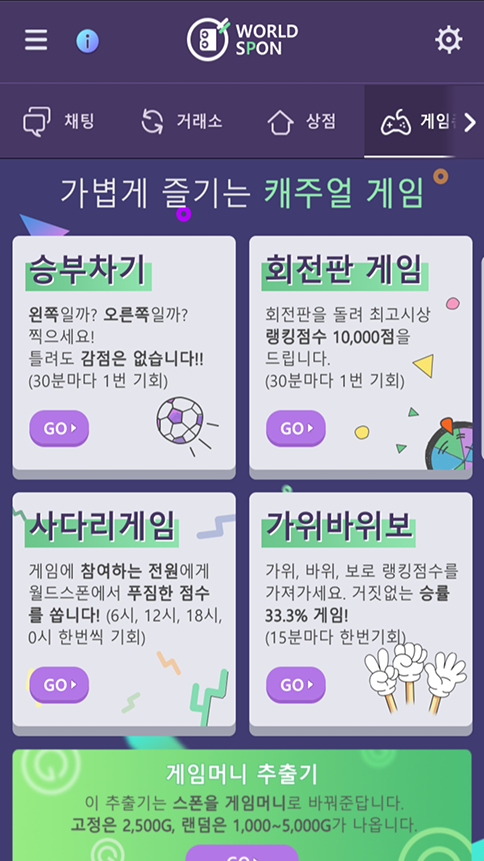 WORLD
SPON
채팅
거래소
상점
게임
가볍게 즐기는 캐주얼 게임
승부차기
왼쪽일까? 오른쪽일까?
찍으세요!
틀려도 감점은 없습니다!!
(30분마다 1번 기회)
GO
회전판 게임
회전판을 돌려 최고시상
랭킹점수 10,000점을
드립니다.
(30분마다 1번 기회)
GO
사다리게임
게임에 참여하는 전원에게
월드스폰에서 푸짐한 점수
를 쏩니다! (6시, 12시, 18시,
0시 한번씩 기회)
GO
가위바위보
가위, 바위, 보로 랭킹점수를
가져가세요. 거짓없는 승률
33.3% 게임!
(15분마다 한번기회)
GO
게임머니 추출기
이 추출기는 스폰을 게임머니로 바꿔준답니다.
고정은 2,500G, 랜덤은 1,000~5,000G가 나옵니다.
GO